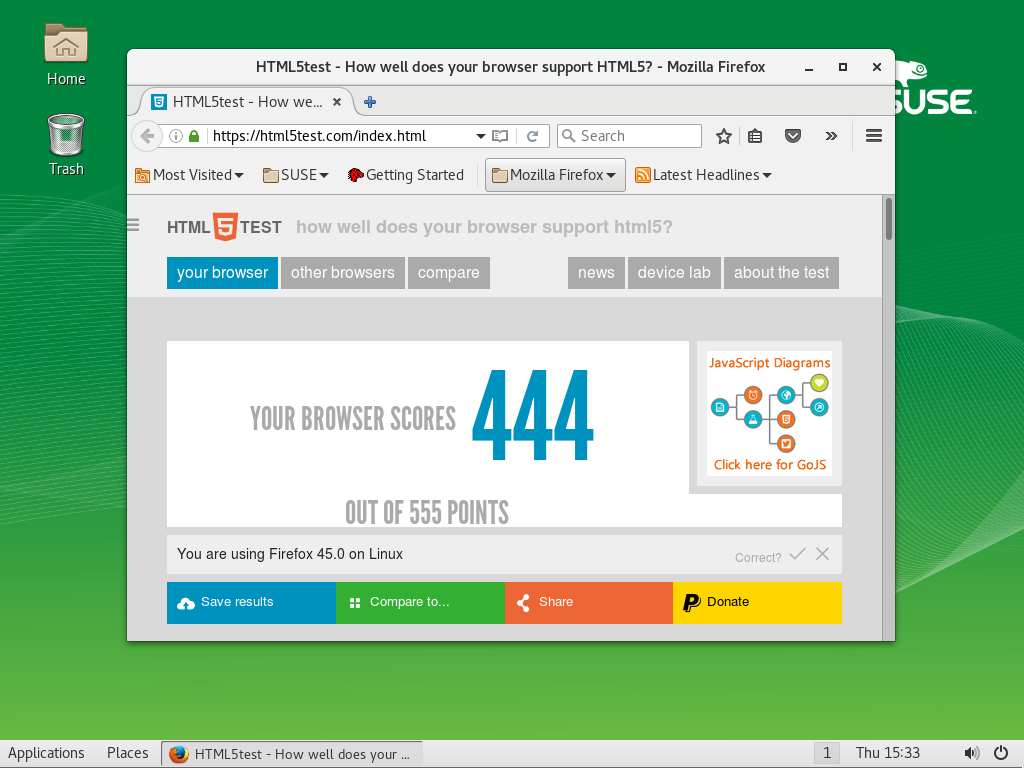 Home
Trash
SUSE
HTML5test - How well does your browser support HTML5? - Mozilla Firefox
HTML5test - How we...
https://html5test.com/index.html
Search
Most Visited
SUSE
Getting Started
Mozilla Firefox
Latest Headlines
HTML 5 TEST how well does your browser support html5?
your browser other browsers compare news device lab about the test
YOUR BROWSER SCORES 444
OUT OF 555 POINTS
JavaScript Diagrams
Click here for GoJS
You are using Firefox 45.0 on Linux Correct?
Save results Compare to... Share Donate
Applications Places HTML5test - How well does your ... 1 Thu 15:33